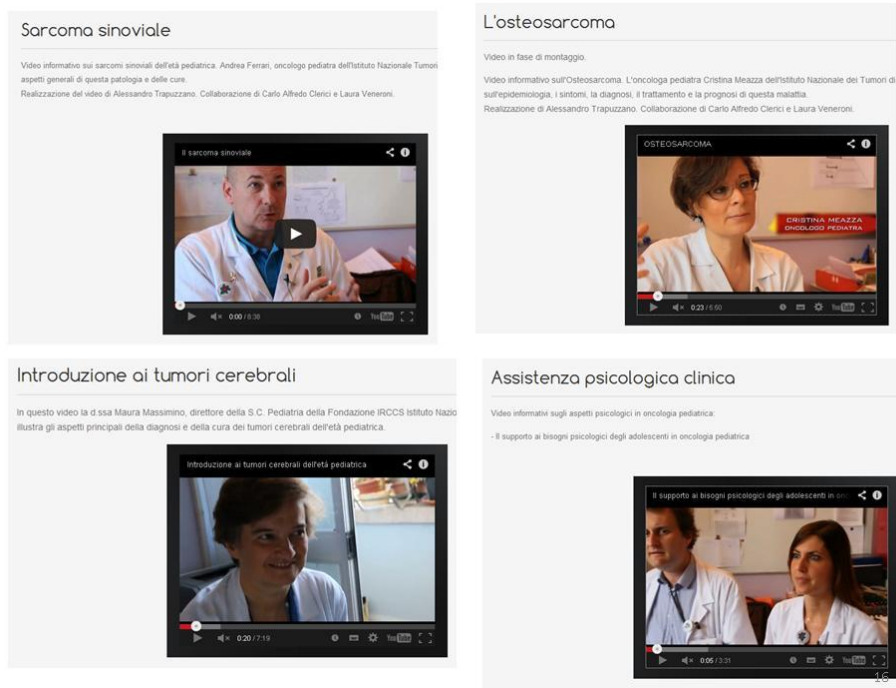 Sarcoma sinoviale
Video informativo sui sarcomi sinoviali dell'età pediatrica. Andrea Ferrari, oncologo pediatra dell'Istituto Nazionale Tumori
aspetti generali di questa patologia e delle cure.
Realizzazione del video di Alessandro Trapuzzano. Collaborazione di Carlo Alfredo Clerici e Laura Veneroni.
Il sarcoma sinoviale
0:00 / 8:38
YouTube
L'osteosarcoma
Video in fase di montaggio.
Video informativo sull'Osteosarcoma. L'oncologa pediatra Cristina Meazza dell'Istituto Nazionale dei Tumori di
sull'epidemiologia, i sintomi, la diagnosi, il trattamento e la prognosi di questa malattia.
Realizzazione di Alessandro Trapuzzano. Collaborazione di Carlo Alfredo Clerici e Laura Veneroni.
OSTEOSARCOMA
CRISTINA MEAZZA
ONCOLOGO PEDIATRA
0:23 / 6:50
YouTube
Introduzione ai tumori cerebrali
In questo video la d.ssa Maura Massimino, direttore della S.C. Pediatria della Fondazione IRCCS Istituto Nazio
illustra gli aspetti principali della diagnosi e della cura dei tumori cerebrali dell'età pediatrica.
Introduzione ai tumori cerebrali dell'età pediatrica
0:20 / 7:19
YouTube
Assistenza psicologica clinica
Video informativi sugli aspetti psicologici in oncologia pediatrica:
- Il supporto ai bisogni psicologici degli adolescenti in oncologia pediatrica
Il supporto ai bisogni psicologici degli adolescenti in onc
0:05 / 3:31
YouTube
16